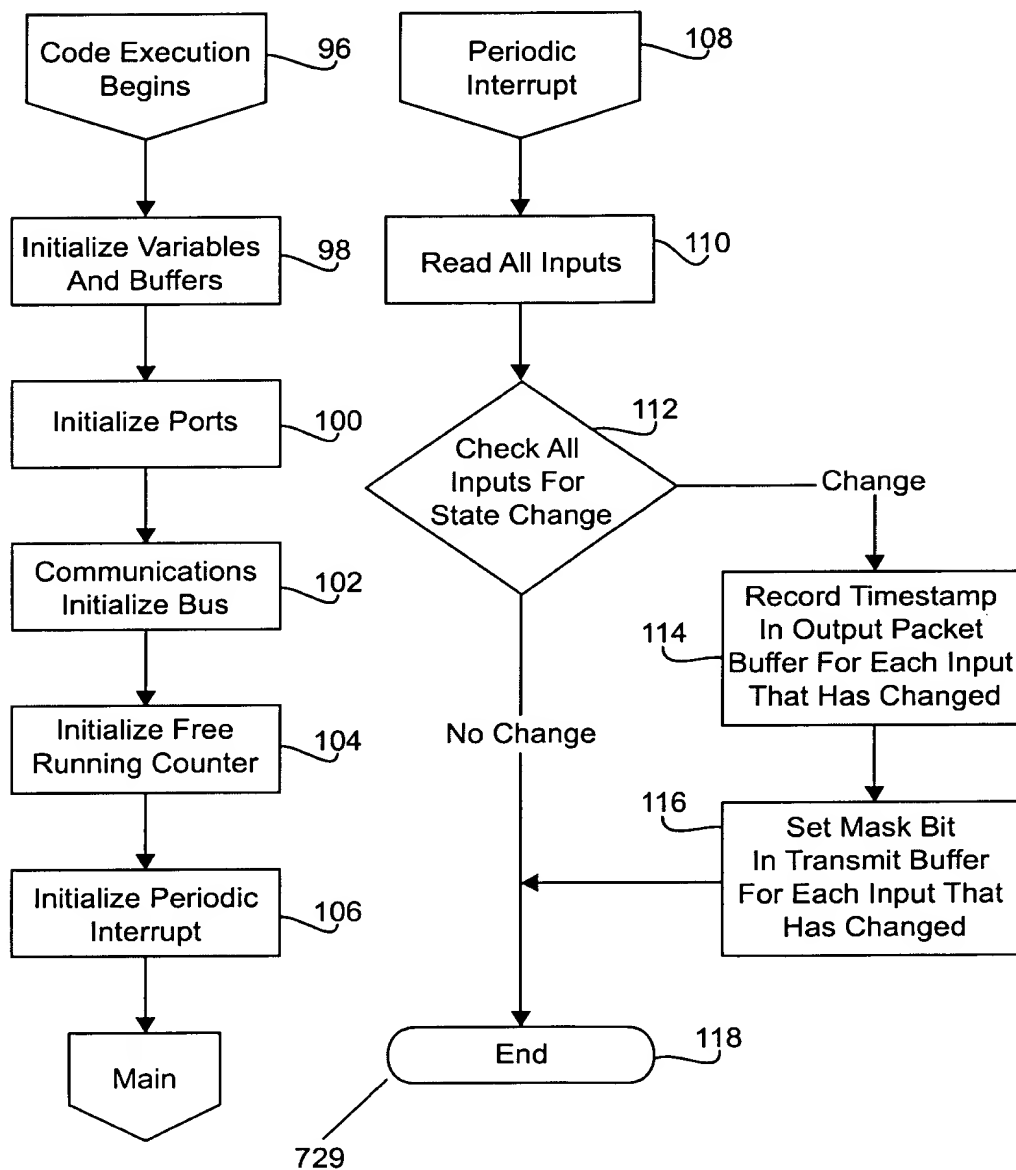 Code Execution
Begins
96
Initialize Variables
And Buffers
98
Initialize Ports
100
Communications
Initialize Bus
102
Initialize Free
Running Counter
104
Initialize Periodic
Interrupt
106
Main
Periodic
Interrupt
108
Read All Inputs
110
Check All
Inputs For
State Change
112
Change
Record Timestamp
In Output Packet
Buffer For Each Input
That Has Changed
114
Set Mask Bit
In Transmit Buffer
For Each Input That
Has Changed
116
No Change
End
118
729